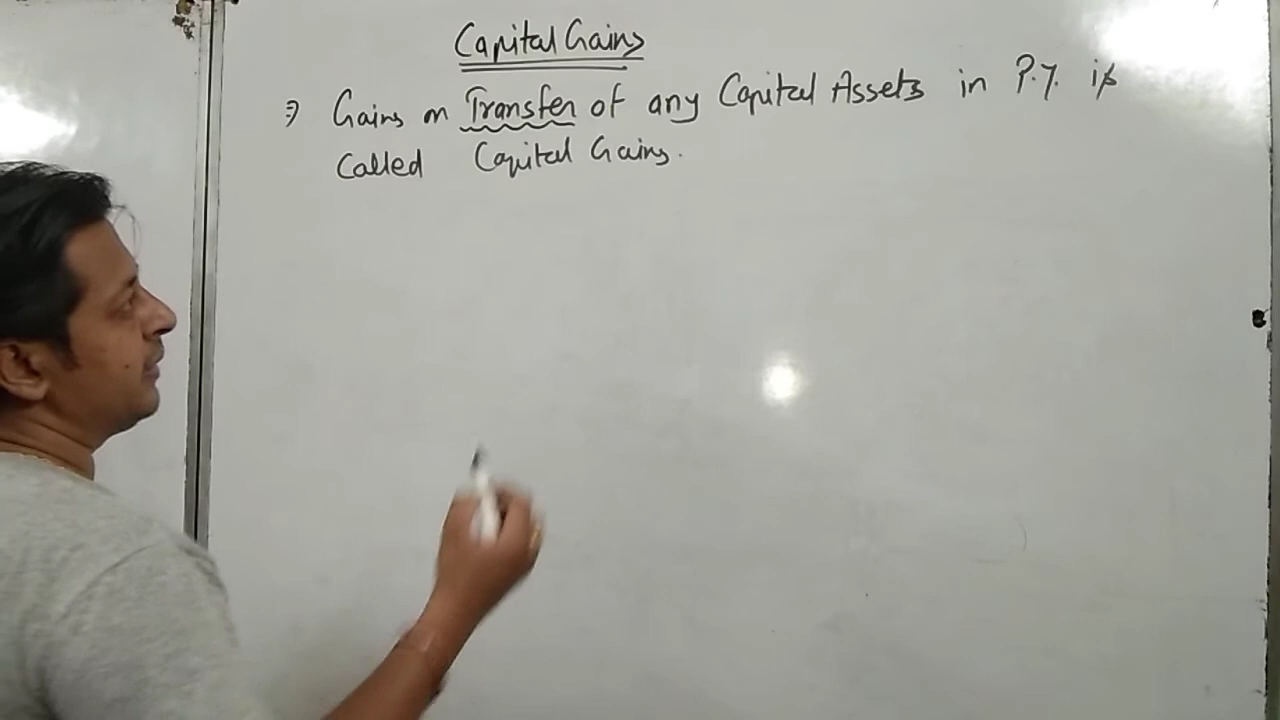 Capital Gains
⇒ Gains on Transfer of any Capital Assets in P.Y. is
Called Capital Gains.